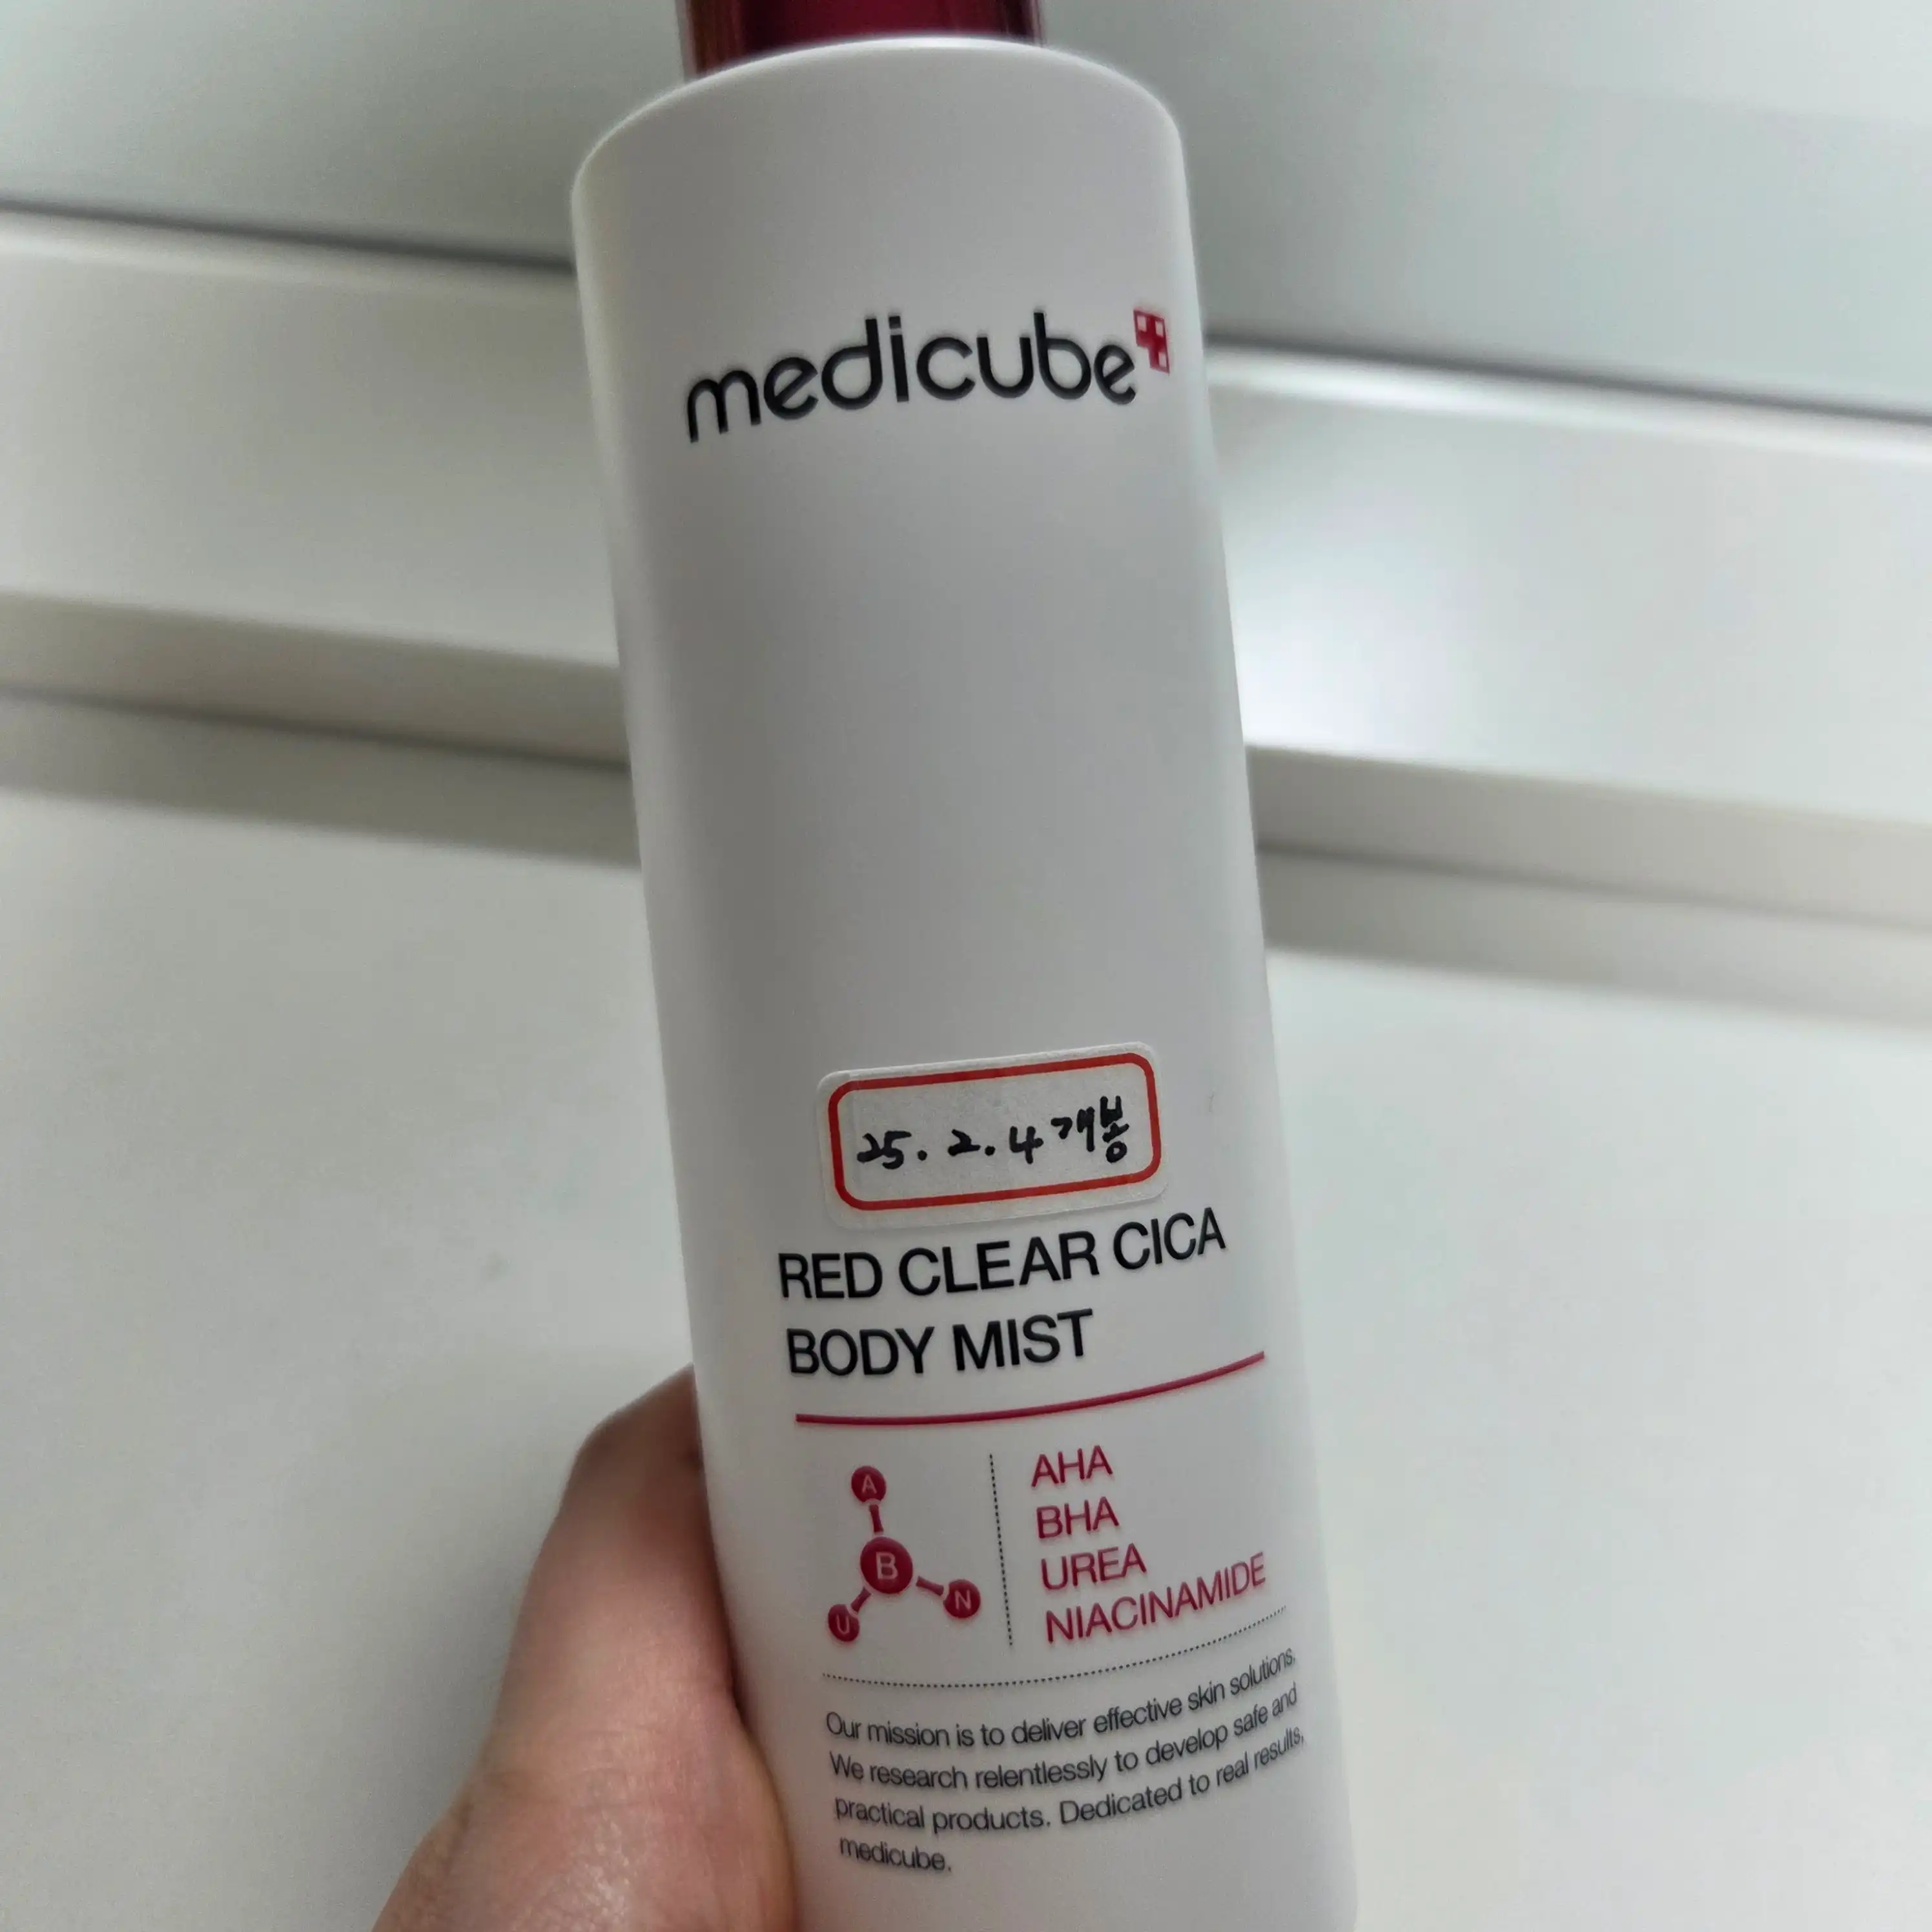 medicube
25. 2. 4 개봉
RED CLEAR CICA
BODY MIST
A
B
N
U
AHA
BHA
UREA
NIACINAMIDE
Our mission is to deliver effective skin solutions.
We research relentlessly to develop safe and
practical products. Dedicated to real results,
medicube.